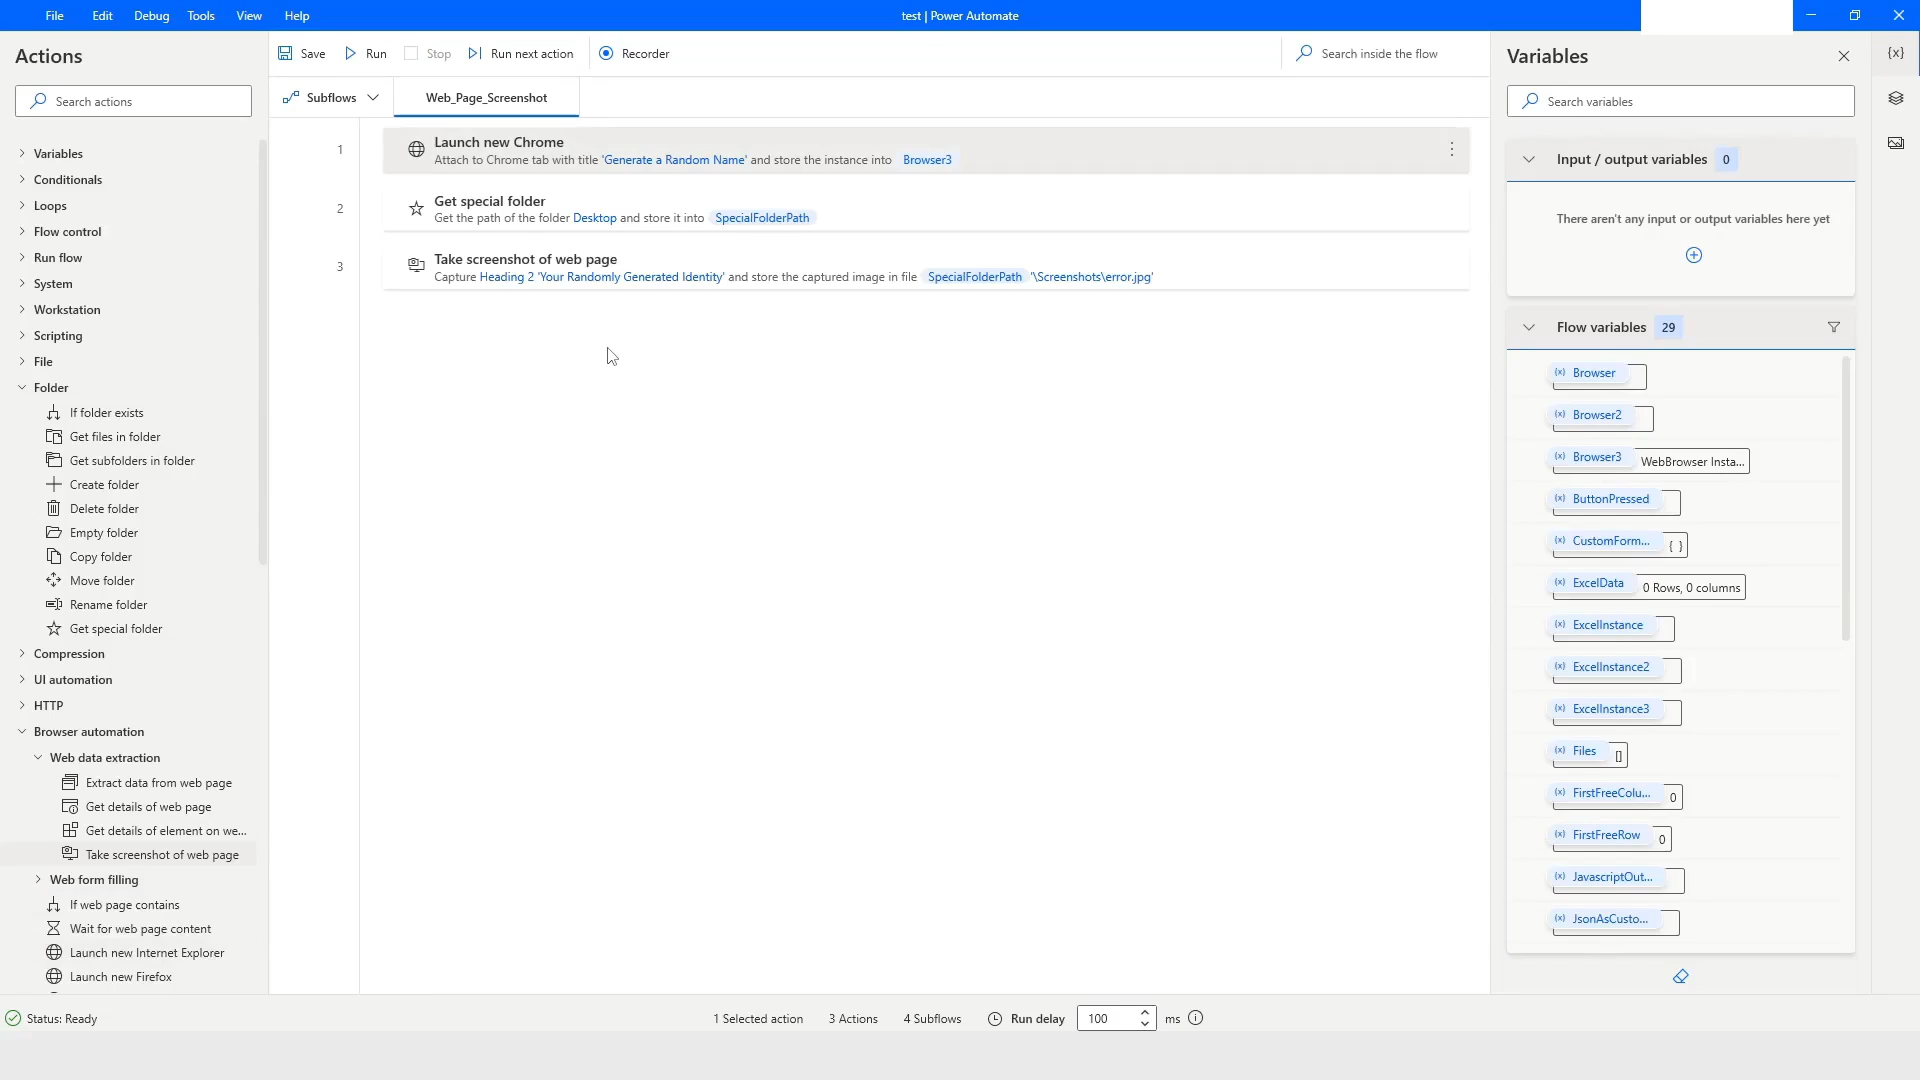 File Edit Debug Tools View Help
test | Power Automate
Actions
Save Run Stop Run next action Recorder
Search inside the flow
Variables
{x}
Search actions
Subflows
Web_Page_Screenshot
Search variables
Variables
Conditionals
Loops
Flow control
Run flow
System
Workstation
Scripting
File
Folder
If folder exists
Get files in folder
Get subfolders in folder
Create folder
Delete folder
Empty folder
Copy folder
Move folder
Rename folder
Get special folder
Compression
UI automation
HTTP
Browser automation
Web data extraction
Extract data from web page
Get details of web page
Get details of element on we...
Take screenshot of web page
Web form filling
If web page contains
Wait for web page content
Launch new Internet Explorer
Launch new Firefox
1
Launch new Chrome
Attach to Chrome tab with title 'Generate a Random Name' and store the instance into Browser3
2
Get special folder
Get the path of the folder Desktop and store it into SpecialFolderPath
3
Take screenshot of web page
Capture Heading 2 'Your Randomly Generated Identity' and store the captured image in file SpecialFolderPath '\Screenshots\error.jpg'
Input / output variables 0
There aren't any input or output variables here yet
Flow variables 29
(x) Browser
(x) Browser2
(x) Browser3 WebBrowser Insta...
(x) ButtonPressed
(x) CustomForm... { }
(x) ExcelData 0 Rows, 0 columns
(x) ExcelInstance
(x) ExcelInstance2
(x) ExcelInstance3
(x) Files []
(x) FirstFreeColu... 0
(x) FirstFreeRow 0
(x) JavascriptOut...
(x) JsonAsCusto...
Status: Ready
1 Selected action 3 Actions 4 Subflows Run delay 100 ms